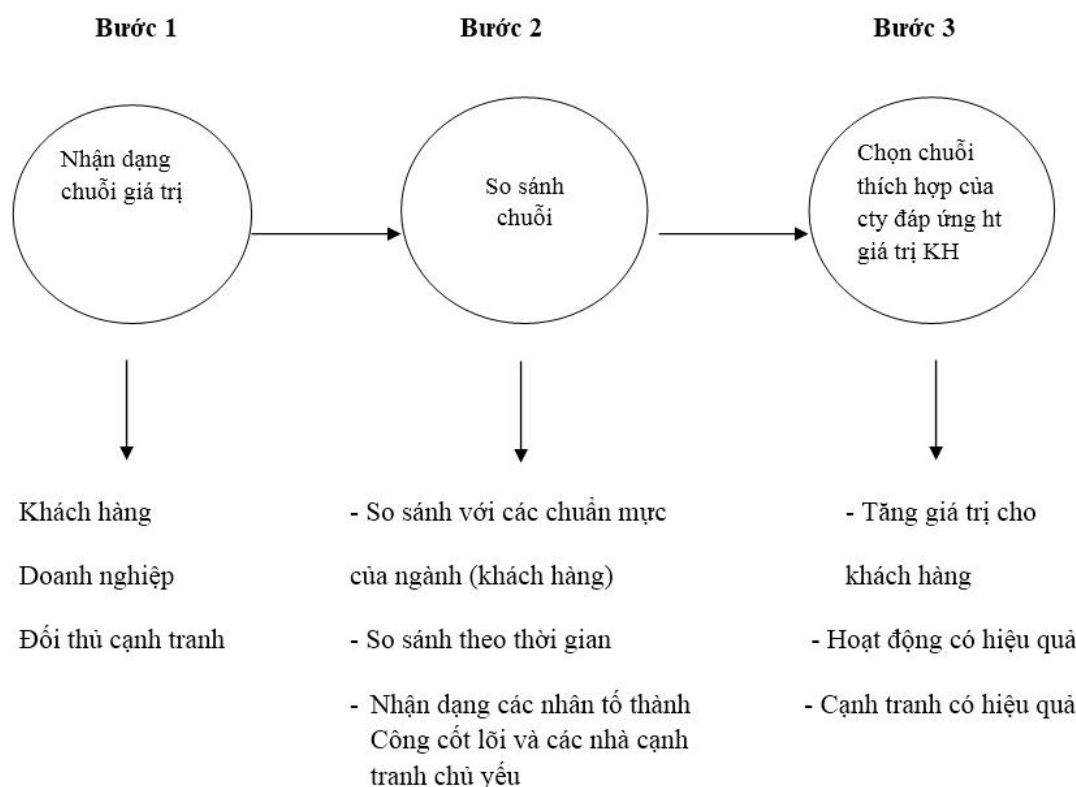 Bước 1
Bước 2
Bước 3
Nhận dạng
chuỗi giá trị
So sánh
chuỗi
Chọn chuỗi
thích hợp của
cty đáp ứng ht
giá trị KH
Khách hàng
Doanh nghiệp
Đối thủ cạnh tranh
- So sánh với các chuẩn mực
của ngành (khách hàng)
- So sánh theo thời gian
- Nhận dạng các nhân tố thành
Công cốt lõi và các nhà cạnh
tranh chủ yếu
- Tăng giá trị cho
khách hàng
- Hoạt động có hiệu quả
- Cạnh tranh có hiệu quả